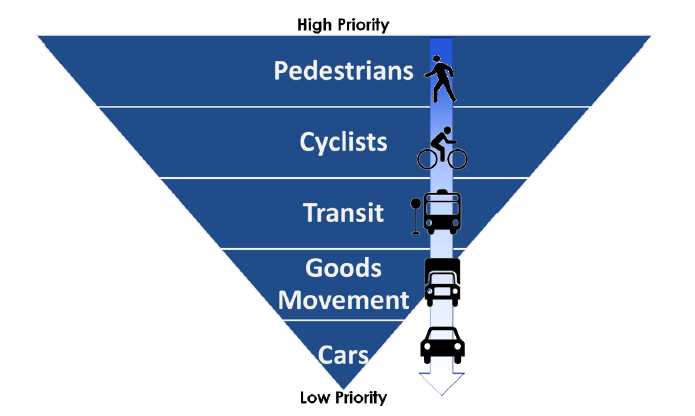 High Priority
Pedestrians
Cyclists
Transit
Goods
Movement
Cars
Low Priority